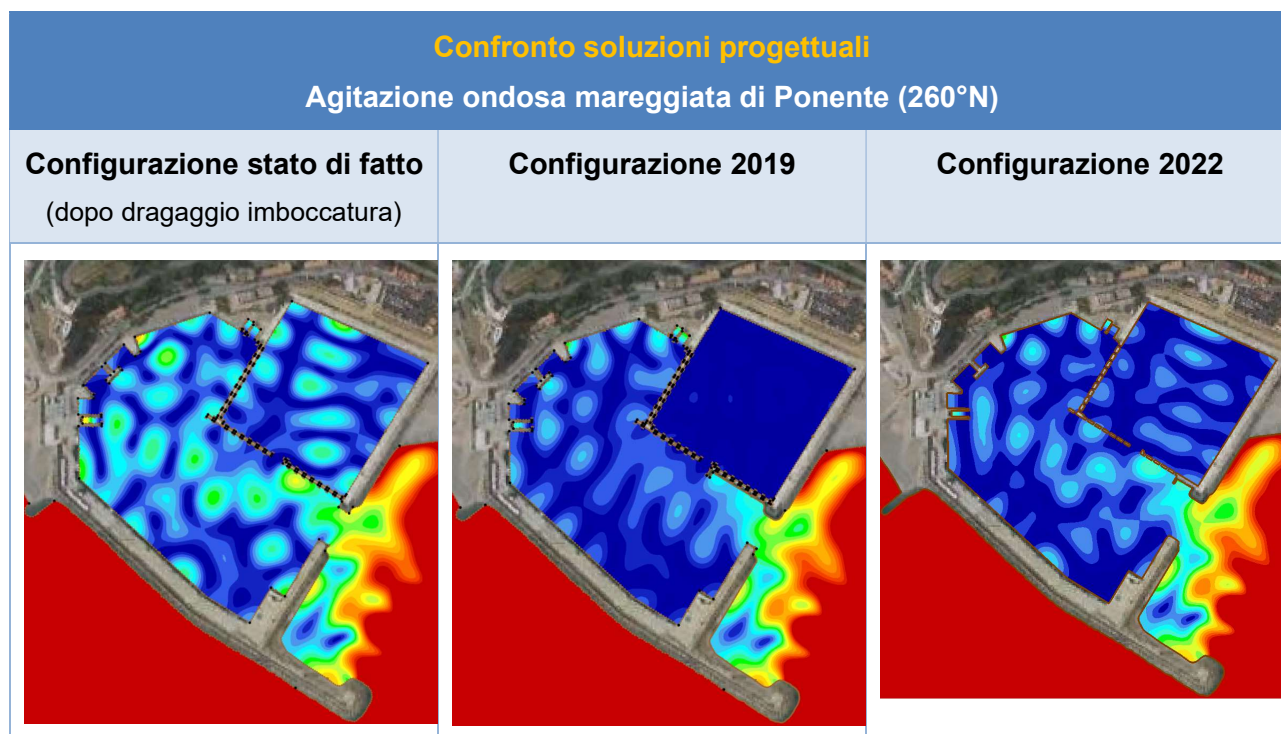 Confronto soluzioni progettuali
Agitazione ondosa mareggiata di Ponente (260°N)
Configurazione stato di fatto
(dopo dragaggio imboccatura)
Configurazione 2019
Configurazione 2022